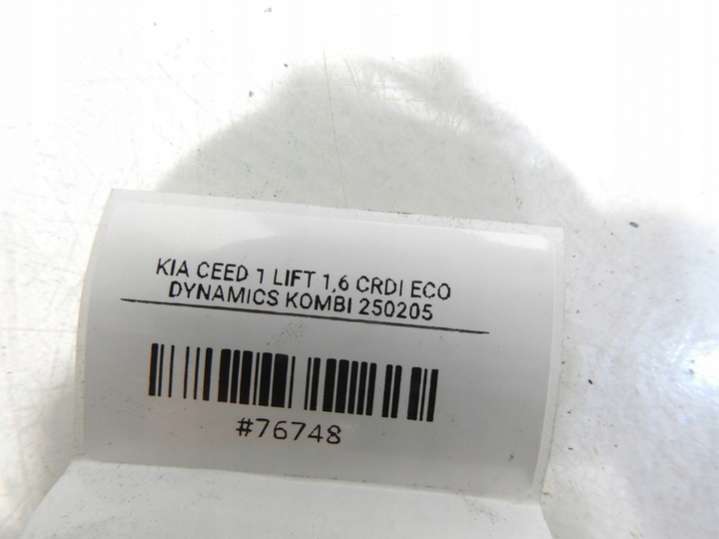 KIA CEED 1 LIFT 1,6 CRDI ECO
DYNAMICS KOMBI 250205
#76748